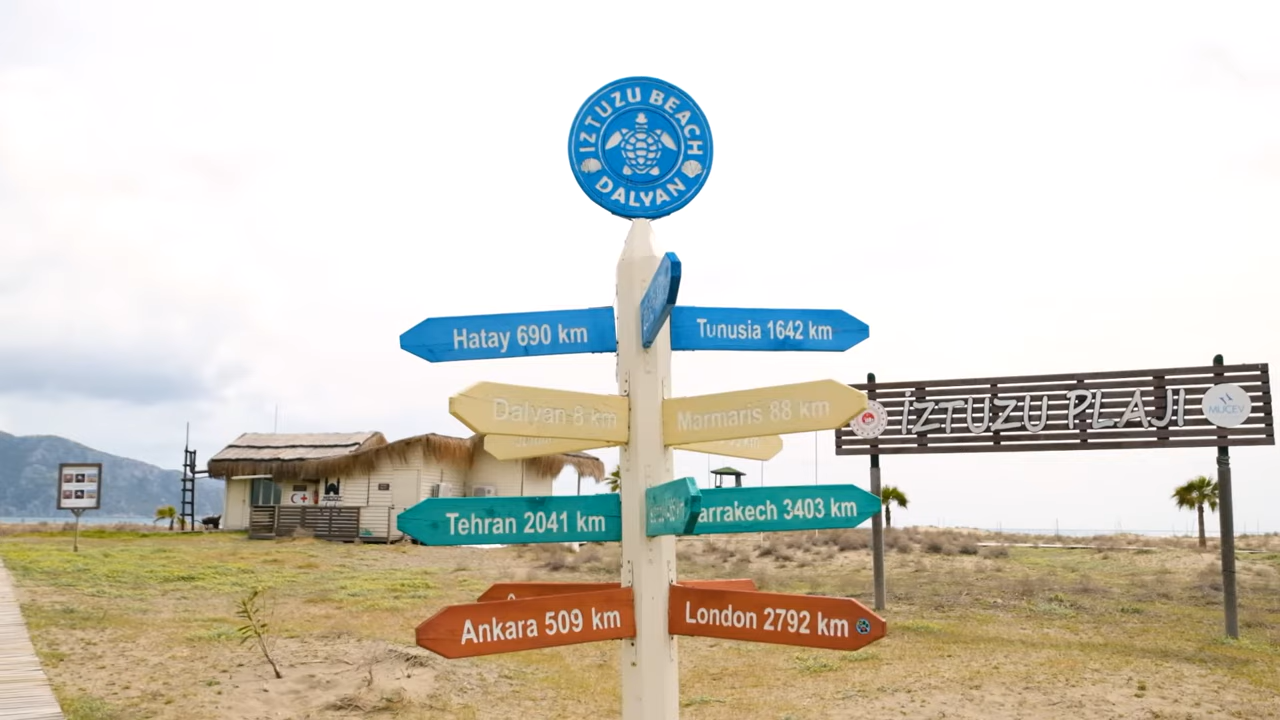 IZTUZU BEACH
DALYAN
Hatay 690 km
Tunusia 1642 km
Dalyan 8 km
Marmaris 88 km
İZTUZU PLAJI
MUÇEV
Tehran 2041 km
arrakech 3403 km
Ankara 509 km
London 2792 km